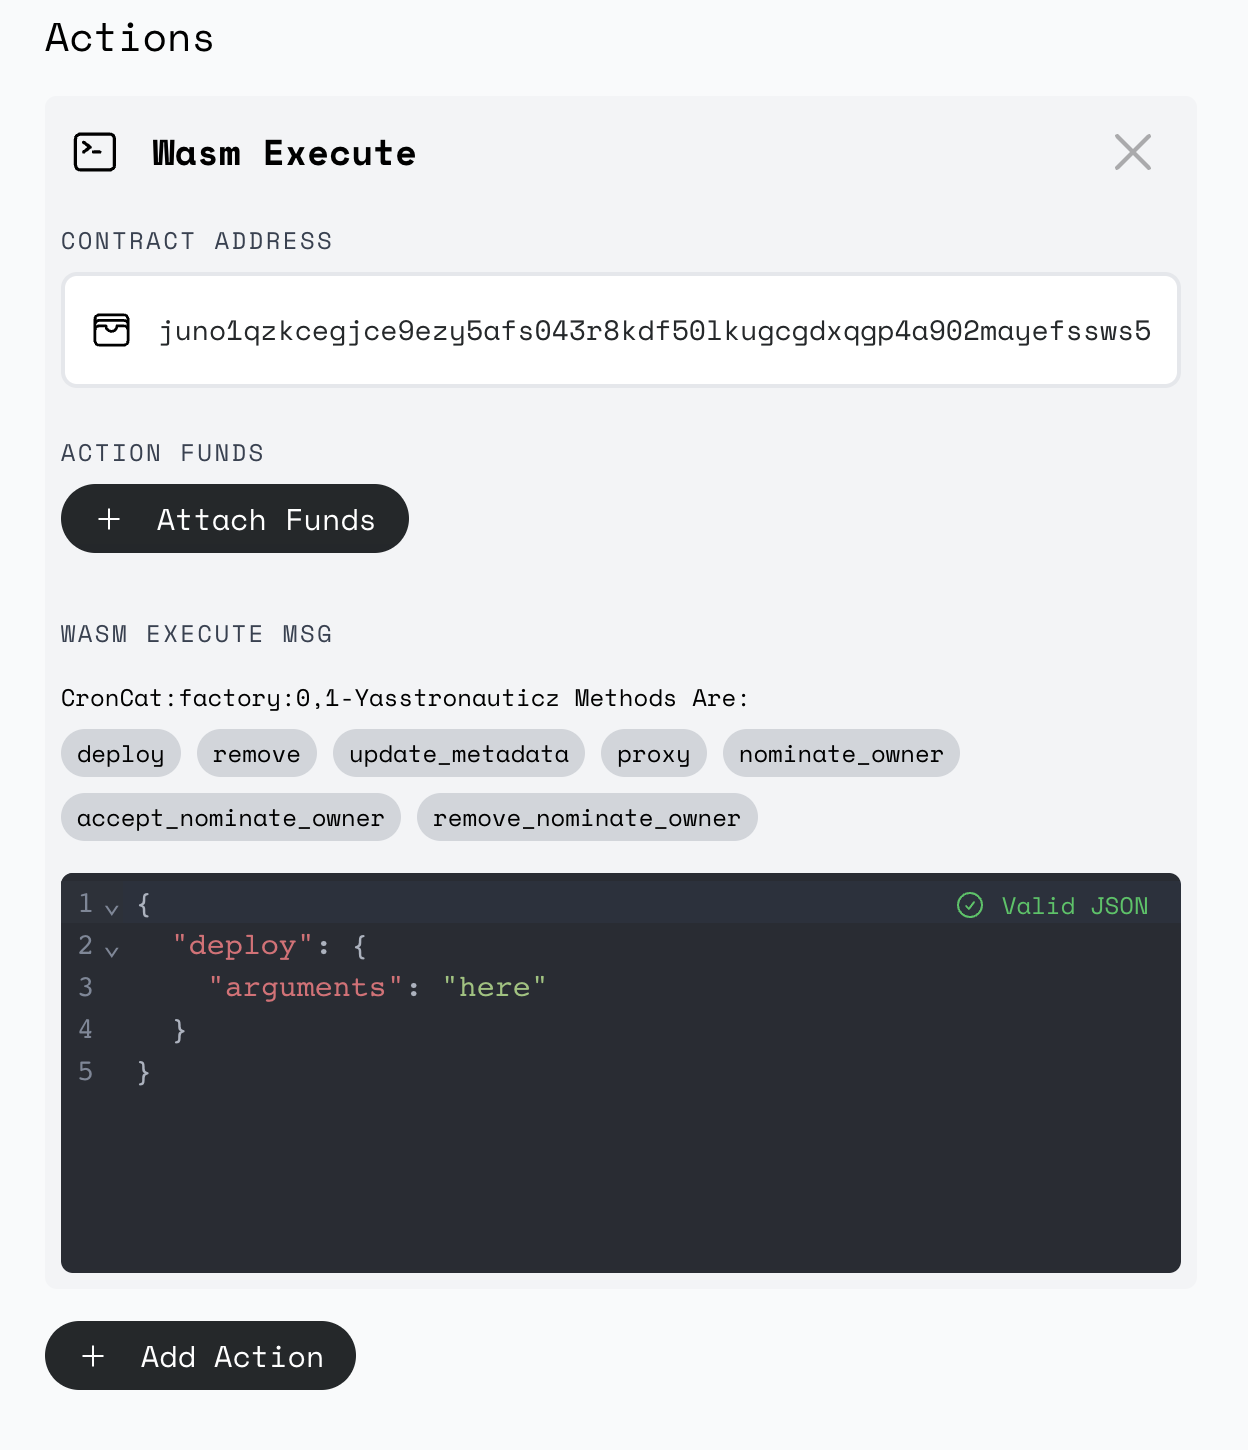 Actions
Wasm Execute
CONTRACT ADDRESS
juno1qzkcegjce9ezy5afs043r8kdf50lkugcgdxqgp4a902mayefssws5
ACTION FUNDS
+ Attach Funds
WASM EXECUTE MSG
CronCat:factory:0,1-Yasstronauticz Methods Are:
deploy remove update_metadata proxy nominate_owner
accept_nominate_owner remove_nominate_owner
1 { Valid JSON
2 "deploy": {
3 "arguments": "here"
4 }
5 }
+ Add Action